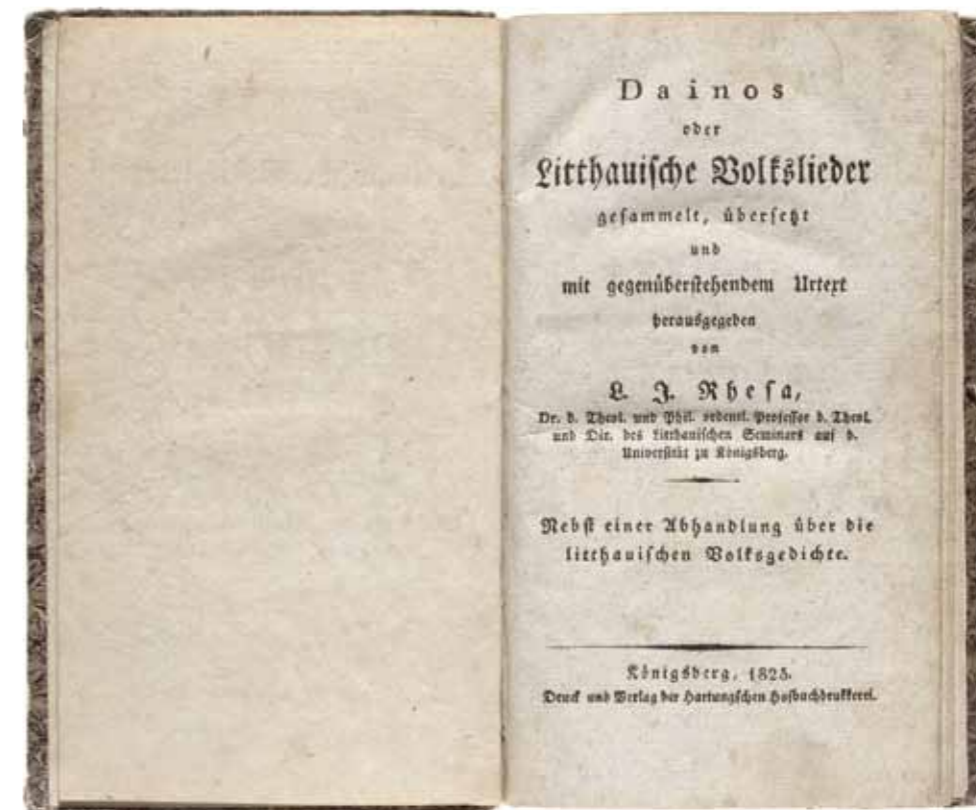 Dainos
oder
Litthauische Volkslieder
gesammelt, übersetzt
und
mit gegenüberstehendem Urtext
herausgegeben
von
L. J. Rhesa,
Dr. d. Theol. und Phil. ordentl. Professor d. Theol.
und Dir. des Litthauischen Seminars auf d.
Universität zu Königsberg.
Nebst einer Abhandlung über die
litthauischen Volksgedichte.
Königsberg, 1825.
Druck und Verlag der Hartungschen Hofbuchdrukkerei.